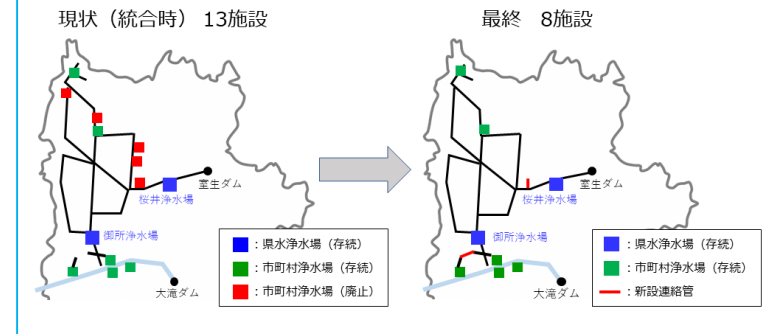 現状（統合時） 13施設
最終　8施設
室生ダム
桜井浄水場
御所浄水場
大滝ダム
：県水浄水場（存続）
：市町村浄水場（存続）
：市町村浄水場（廃止）
室生ダム
桜井浄水場
御所浄水場
大滝ダム
：県水浄水場（存続）
：市町村浄水場（存続）
：新設連絡管